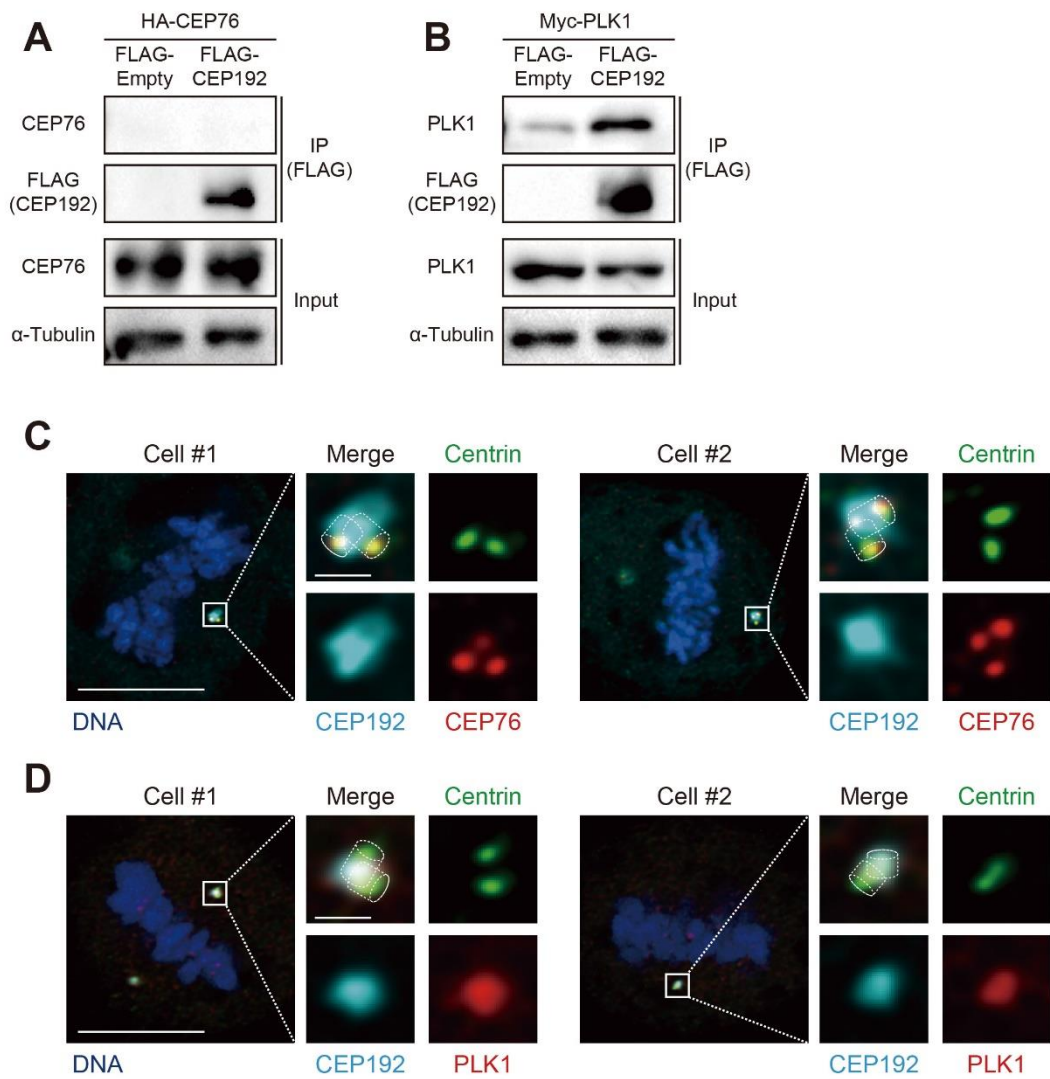 A
HA-CEP76
FLAG-
Empty
FLAG-
CEP192
CEP76
FLAG
(CEP192)
IP
(FLAG)
CEP76
α-Tubulin
Input
B
Myc-PLK1
FLAG-
Empty
FLAG-
CEP192
PLK1
FLAG
(CEP192)
IP
(FLAG)
PLK1
α-Tubulin
Input
C
Cell #1
Merge
Centrin
DNA
CEP192
CEP76
Cell #2
Merge
Centrin
CEP192
CEP76
D
Cell #1
Merge
Centrin
DNA
CEP192
PLK1
Cell #2
Merge
Centrin
CEP192
PLK1